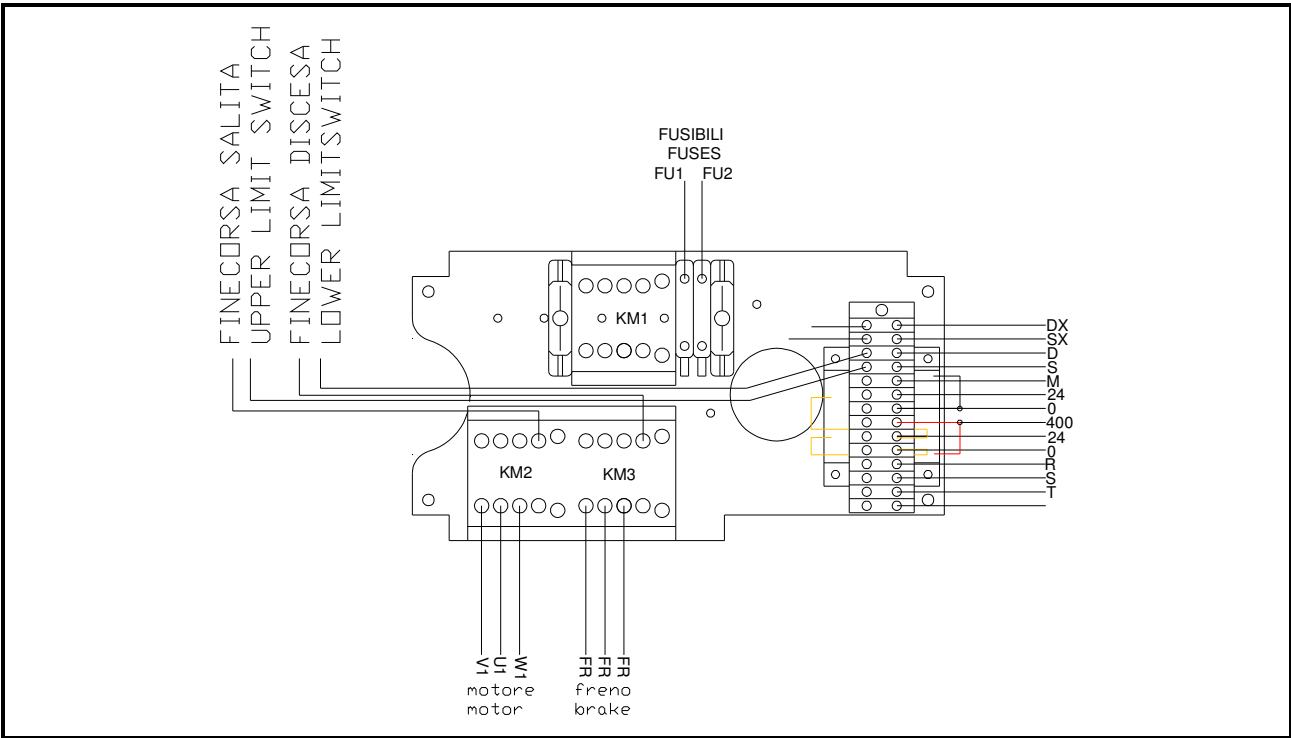 FINECORSA SALITA
UPPER LIMIT SWITCH
FINECORSA DISCESA
LOWER LIMITSWITCH
FUSIBILI
FUSES
FU1 FU2
KM1
DX
SX
D
S
M
24
0
400
24
0
R
S
T
KM2
KM3
V1
U1
W1
FR
FR
FR
motore
motor
freno
brake